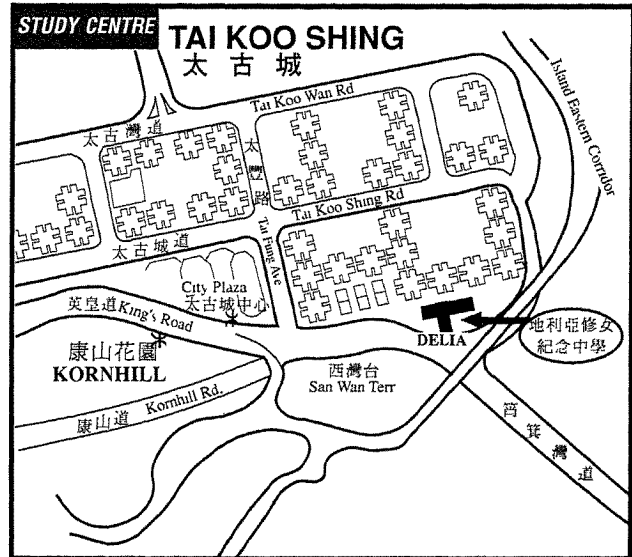 STUDY CENTRE
TAI KOO SHING
太古城
Tai Koo Wan Rd
Island Eastern Corridor
太古灣道
太豐路
Tai Koo Shing Rd
太古城道
Tai Fung Ave
City Plaza
太古城中心
英皇道King's Road
康山花園
KORNHILL
DELIA
地利亞修女
紀念中學
西灣台
San Wan Terr
康山道 Kornhill Rd.
筲箕灣道